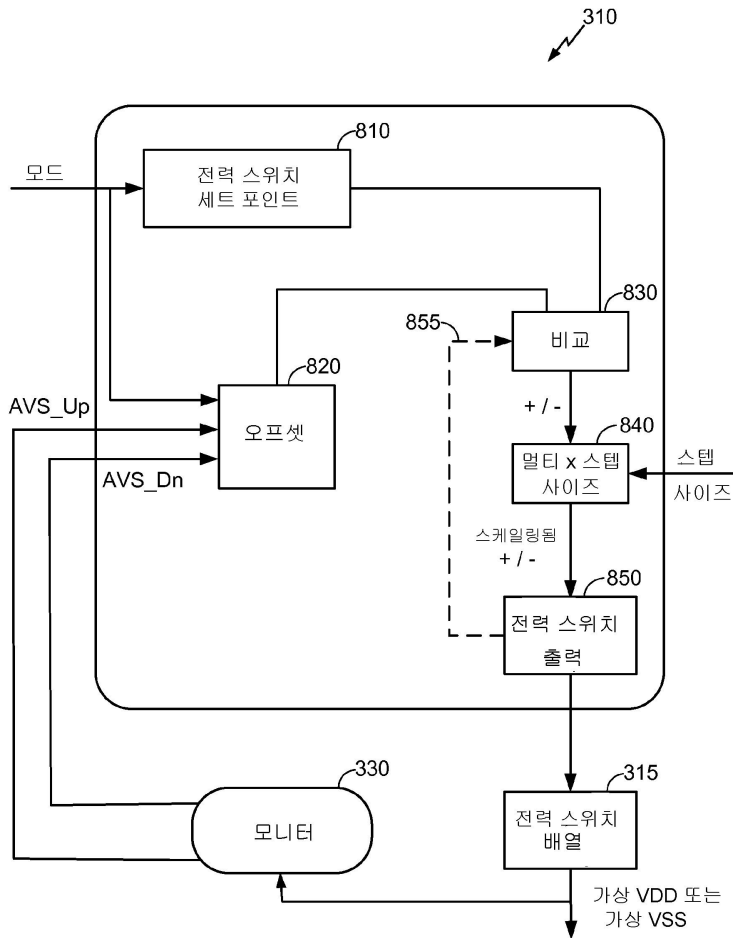 310
810
모드
전력 스위치
세트 포인트
830
855
비교
820
AVS_Up
오프셋
+ / -
840
AVS_Dn
멀티 x 스텝
사이즈
스텝
사이즈
스케일링됨
+ / -
850
전력 스위치
출력
330
315
모니터
전력 스위치
배열
가상 VDD 또는
가상 VSS